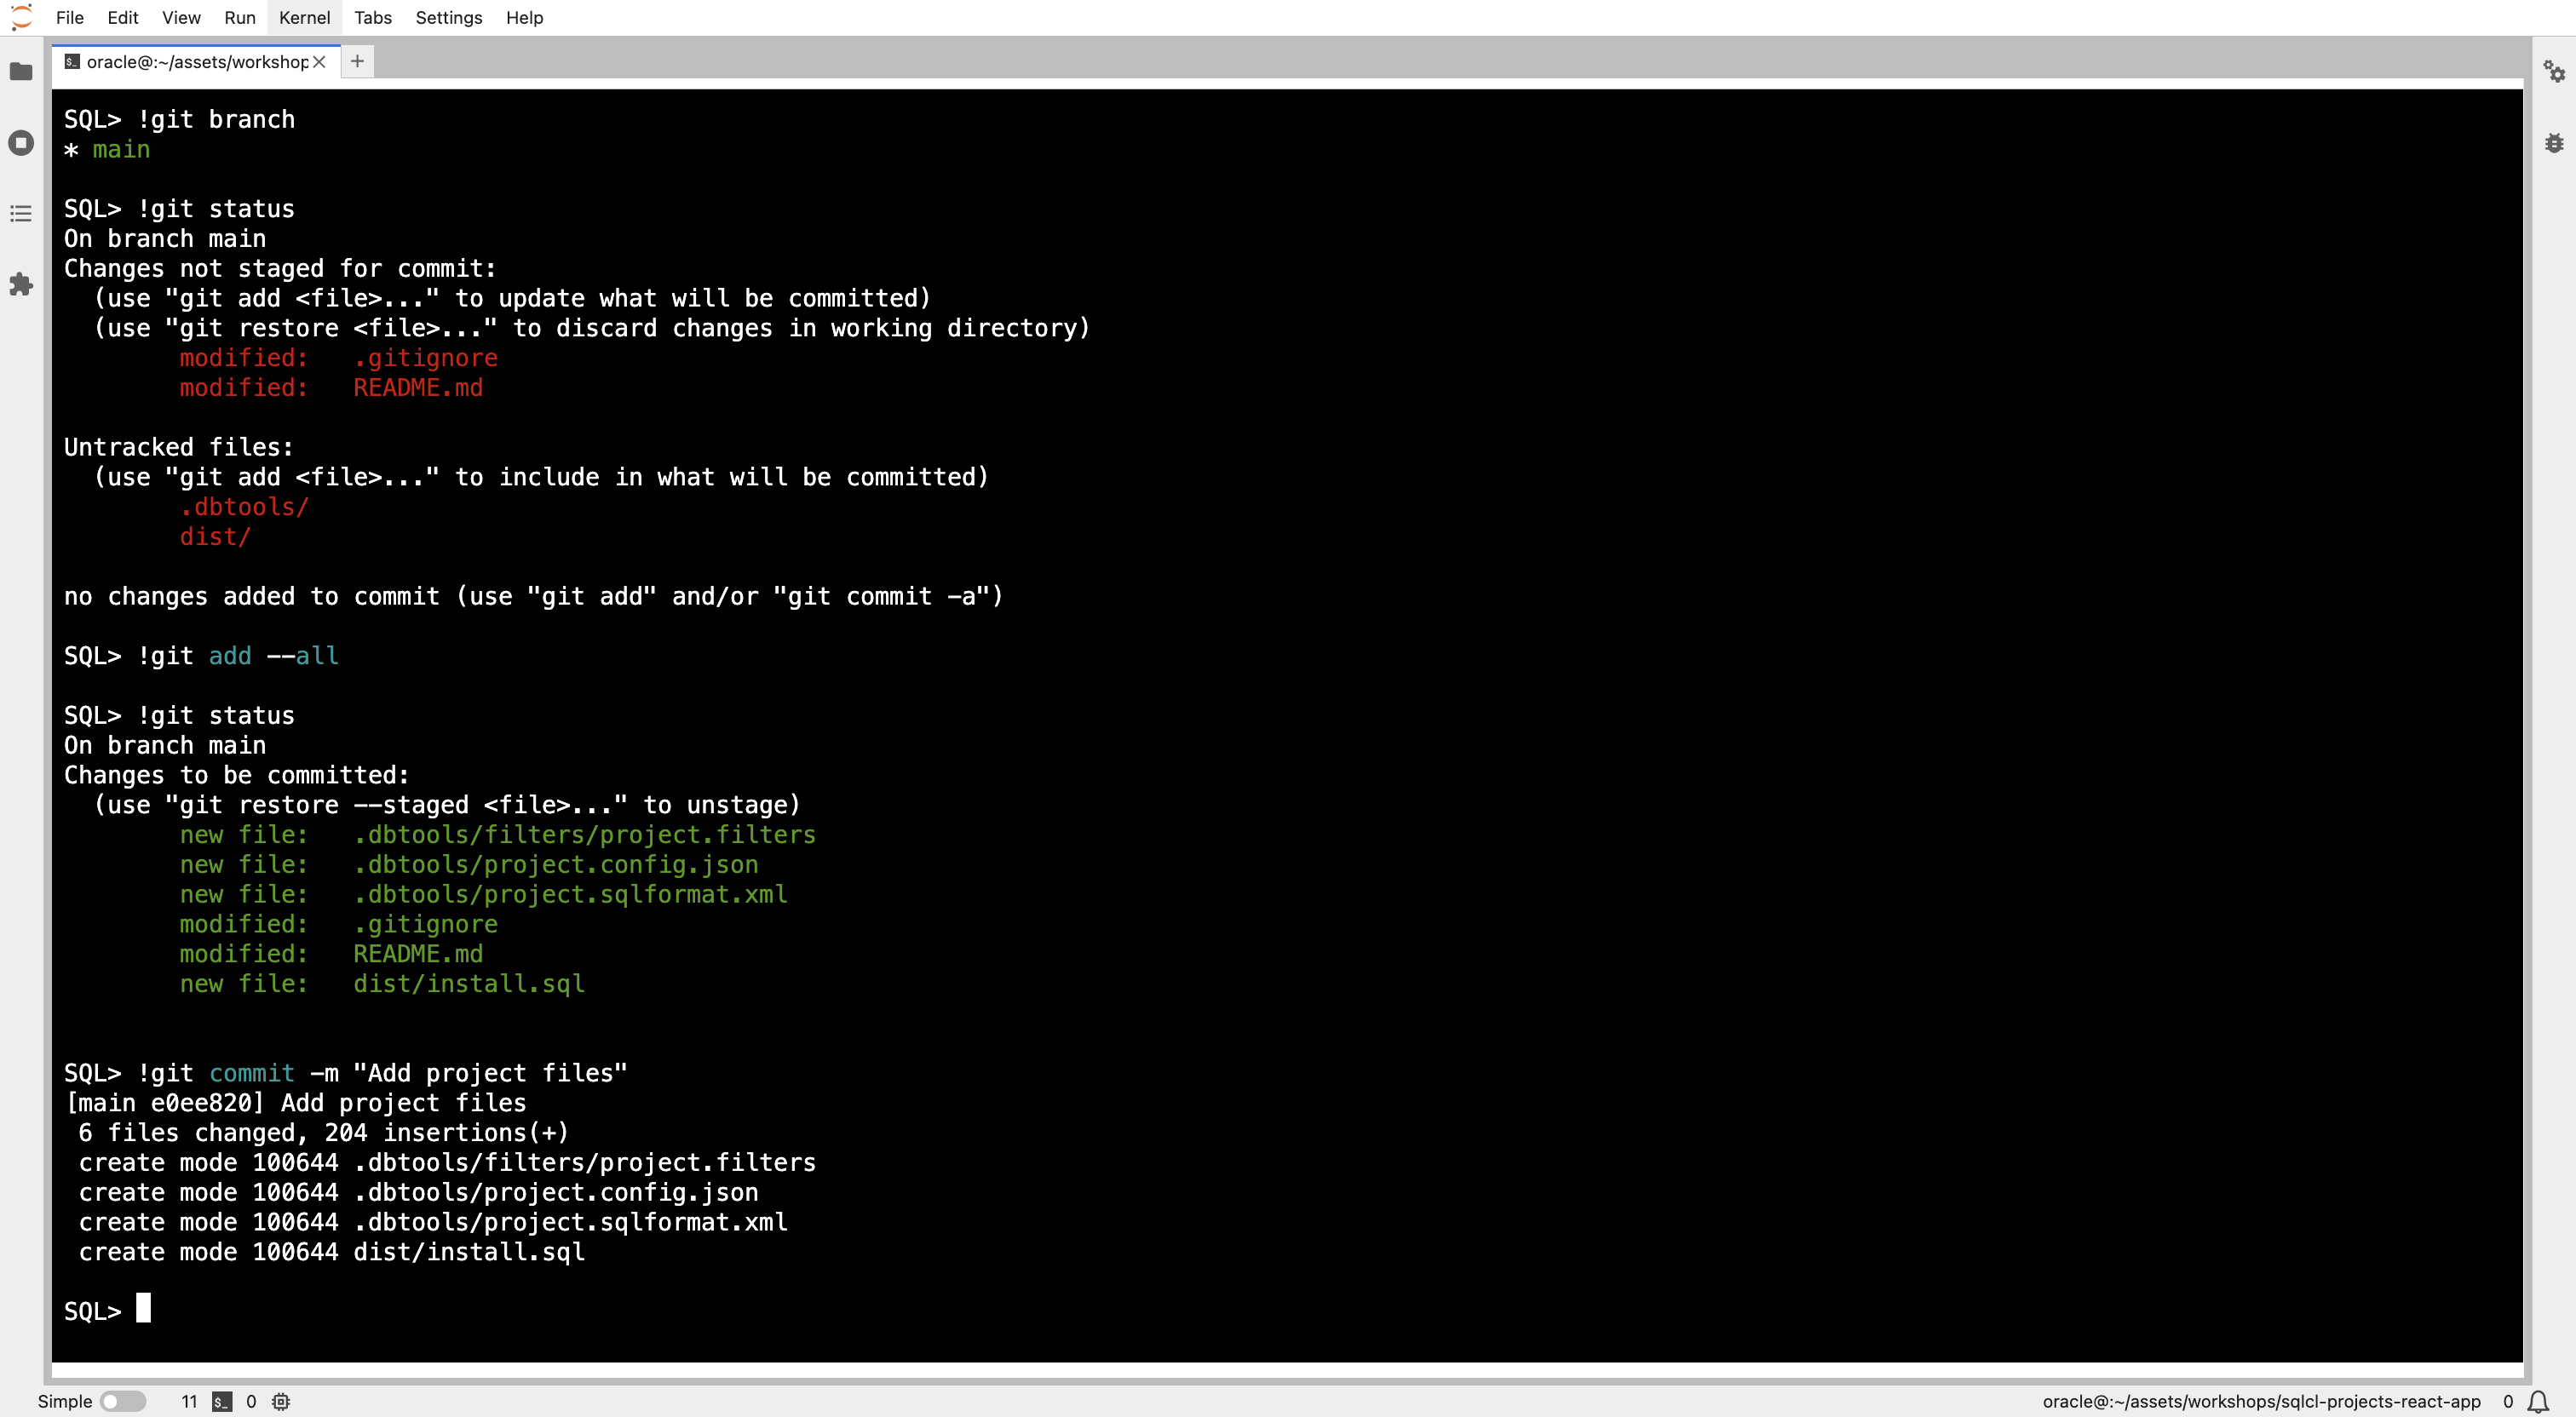 File Edit View Run Kernel Tabs Settings Help
oracle@:~/assets/workshop
SQL> !git branch
* main
SQL> !git status
On branch main
Changes not staged for commit:
  (use "git add <file>..." to update what will be committed)
  (use "git restore <file>..." to discard changes in working directory)
        modified:   .gitignore
        modified:   README.md
Untracked files:
  (use "git add <file>..." to include in what will be committed)
        .dbtools/
        dist/
no changes added to commit (use "git add" and/or "git commit -a")
SQL> !git add --all
SQL> !git status
On branch main
Changes to be committed:
  (use "git restore --staged <file>..." to unstage)
        new file:   .dbtools/filters/project.filters
        new file:   .dbtools/project.config.json
        new file:   .dbtools/project.sqlformat.xml
        modified:   .gitignore
        modified:   README.md
        new file:   dist/install.sql
SQL> !git commit -m "Add project files"
[main e0ee820] Add project files
 6 files changed, 204 insertions(+)
 create mode 100644 .dbtools/filters/project.filters
 create mode 100644 .dbtools/project.config.json
 create mode 100644 .dbtools/project.sqlformat.xml
 create mode 100644 dist/install.sql
SQL>
Simple 11 $_ 0 oracle@:~/assets/workshops/sqlcl-projects-react-app 0